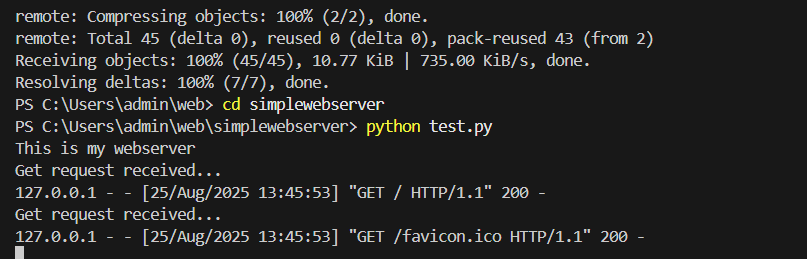 remote: Compressing objects: 100% (2/2), done.
remote: Total 45 (delta 0), reused 0 (delta 0), pack-reused 43 (from 2)
Receiving objects: 100% (45/45), 10.77 KiB | 735.00 KiB/s, done.
Resolving deltas: 100% (7/7), done.
PS C:\Users\admin\web> cd simplewebserver
PS C:\Users\admin\web\simplewebserver> python test.py
This is my webserver
Get request received...
127.0.0.1 - - [25/Aug/2025 13:45:53] "GET / HTTP/1.1" 200 -
Get request received...
127.0.0.1 - - [25/Aug/2025 13:45:53] "GET /favicon.ico HTTP/1.1" 200 -